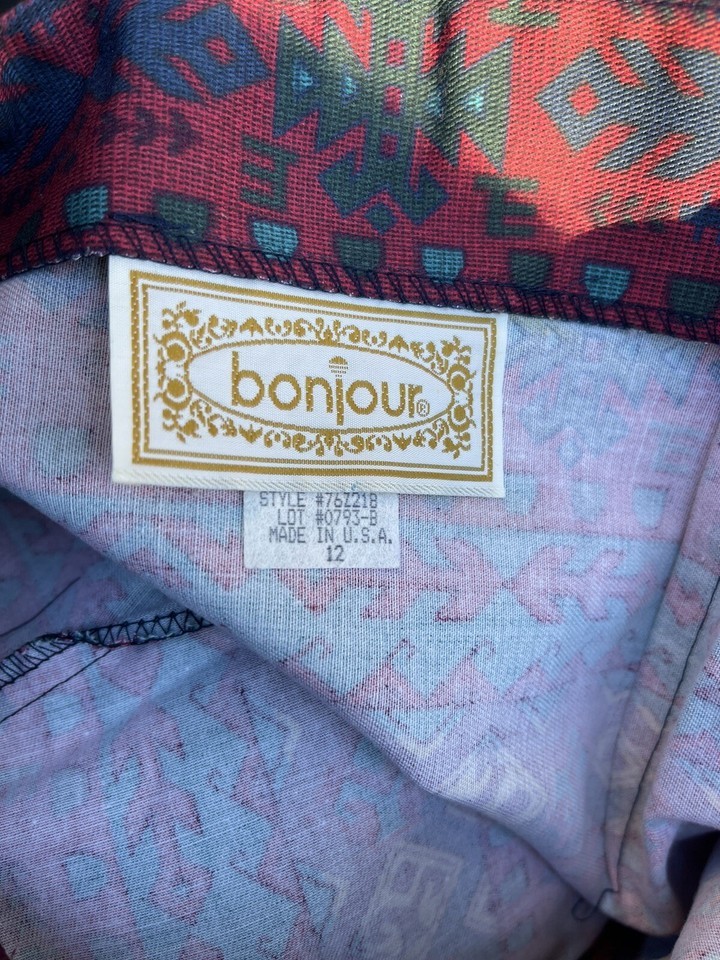 bonjour®
STYLE #76Z218
LOT #0793-B
MADE IN U.S.A.
12